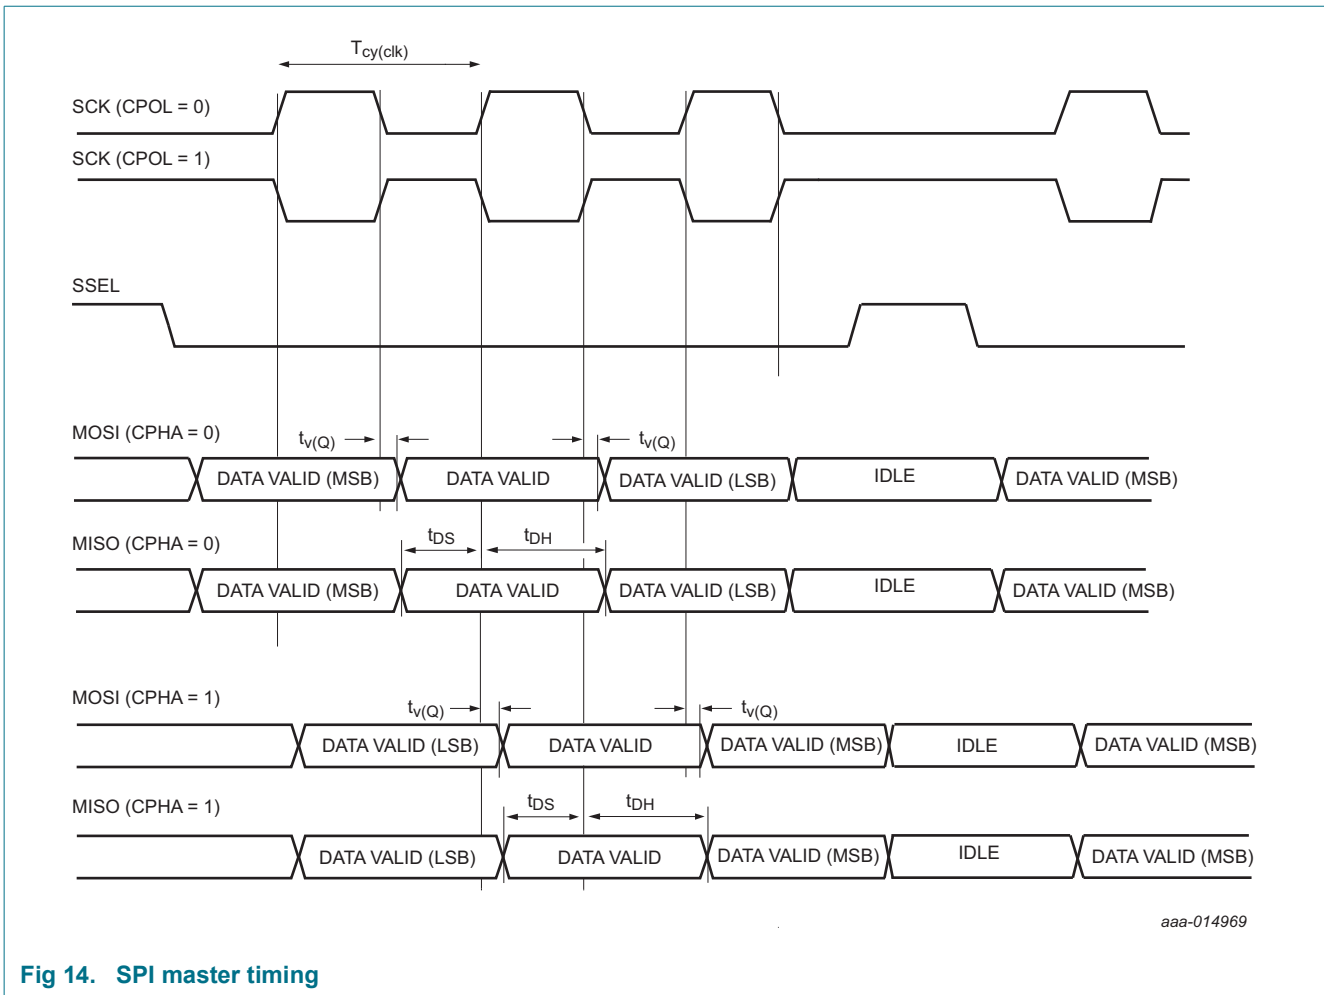 Tcy(clk)
SCK (CPOL = 0)
SCK (CPOL = 1)
SSEL
MOSI (CPHA = 0)
tv(Q) tv(Q)
DATA VALID (MSB) DATA VALID DATA VALID (LSB) IDLE DATA VALID (MSB)
MISO (CPHA = 0)
tDS tDH
DATA VALID (MSB) DATA VALID DATA VALID (LSB) IDLE DATA VALID (MSB)
MOSI (CPHA = 1)
tv(Q) tv(Q)
DATA VALID (LSB) DATA VALID DATA VALID (MSB) IDLE DATA VALID (MSB)
MISO (CPHA = 1)
tDS tDH
DATA VALID (LSB) DATA VALID DATA VALID (MSB) IDLE DATA VALID (MSB)
aaa-014969
Fig 14. SPI master timing